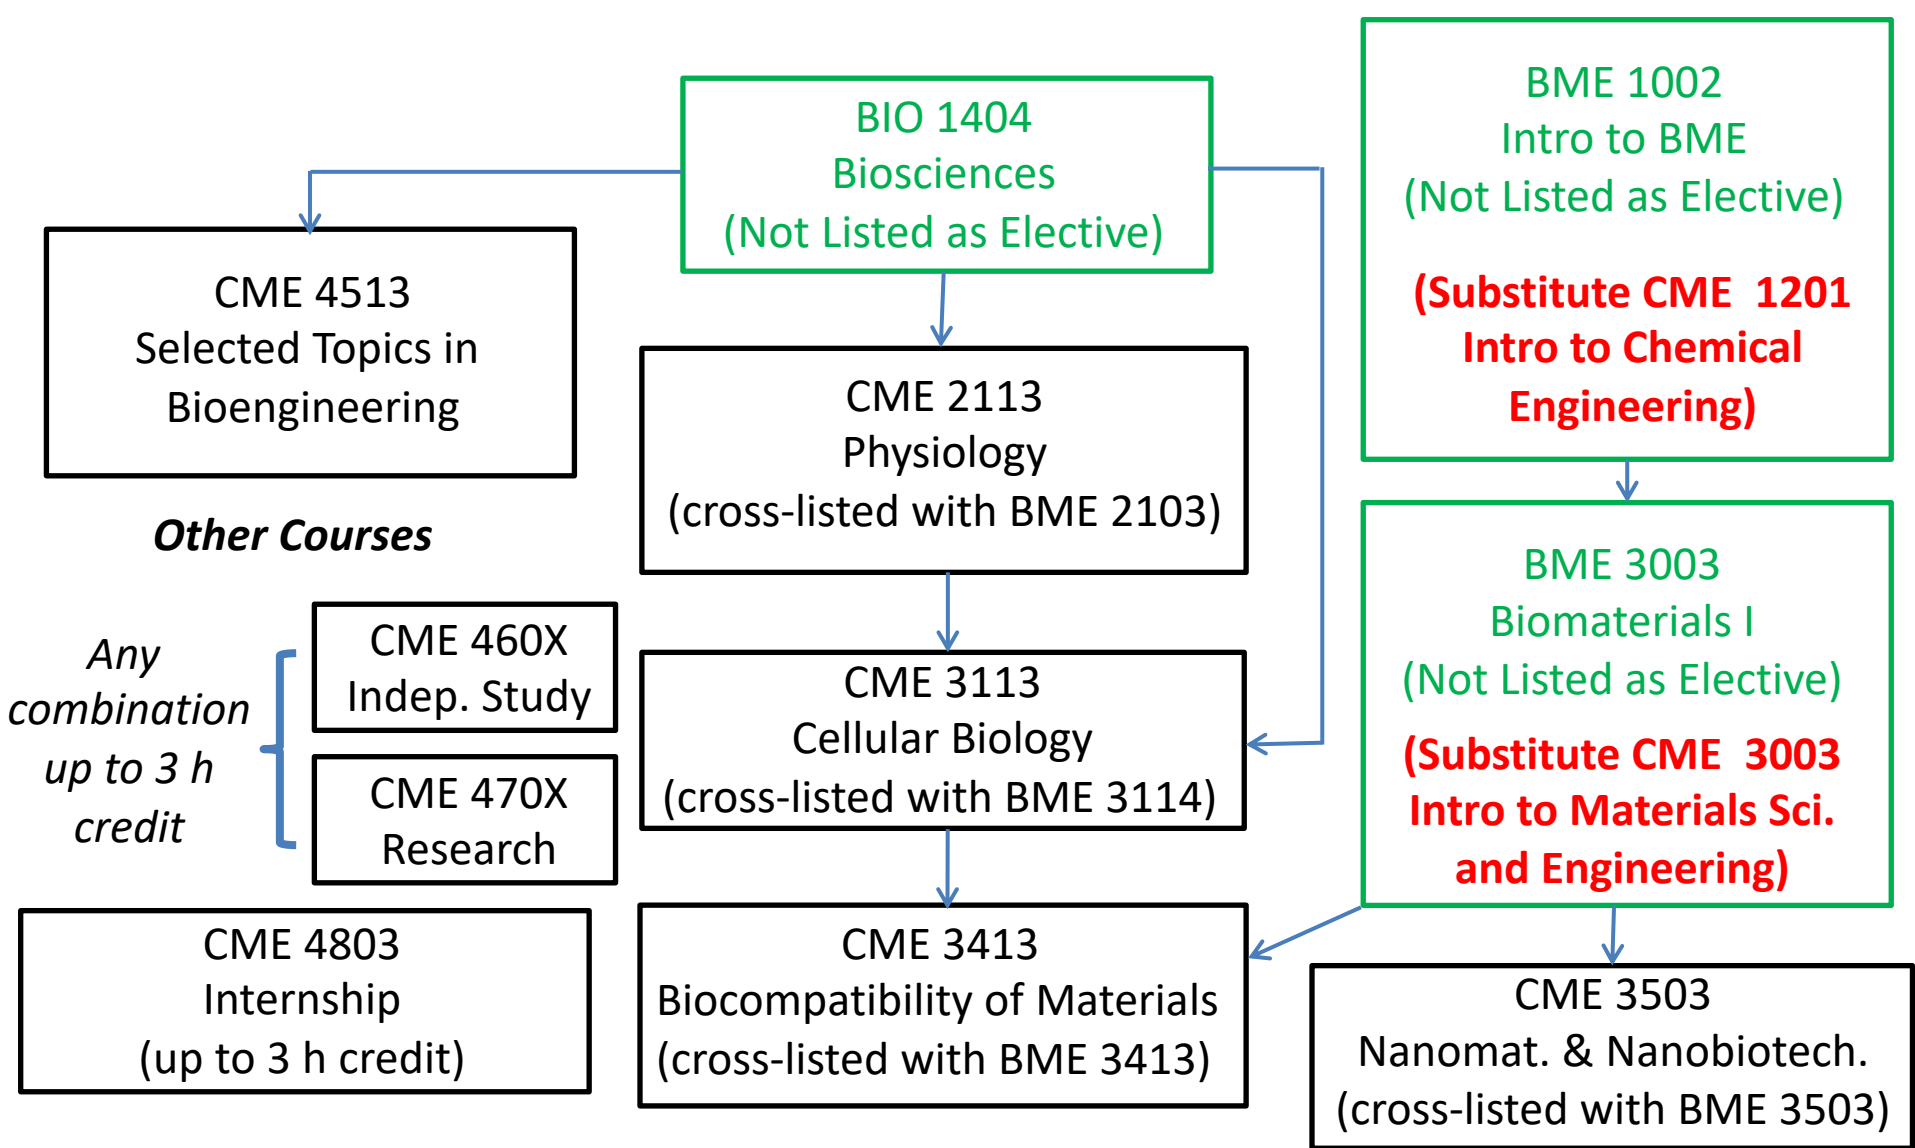 BIO 1404
Biosciences
(Not Listed as Elective)
BME 1002
Intro to BME
(Not Listed as Elective)
(Substitute CME  1201
Intro to Chemical
Engineering)
CME 4513
Selected Topics in
Bioengineering
CME 2113
Physiology
(cross-listed with BME 2103)
Other Courses
BME 3003
Biomaterials I
(Not Listed as Elective)
(Substitute CME  3003
Intro to Materials Sci.
and Engineering)
Any
combination
up to 3 h
credit
CME 460X
Indep. Study
CME 470X
Research
CME 3113
Cellular Biology
(cross-listed with BME 3114)
CME 4803
Internship
(up to 3 h credit)
CME 3413
Biocompatibility of Materials
(cross-listed with BME 3413)
CME 3503
Nanomat. & Nanobiotech.
(cross-listed with BME 3503)